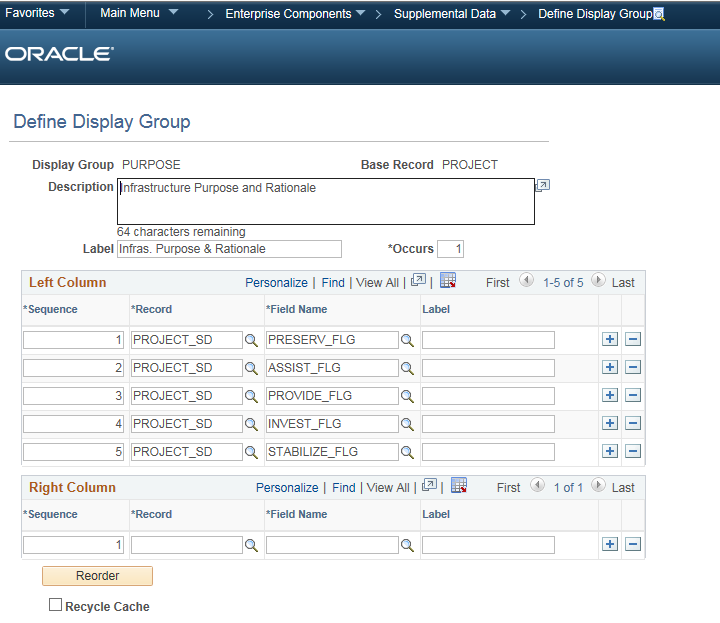 Favorites Main Menu > Enterprise Components > Supplemental Data > Define Display Group
ORACLE®
Define Display Group
Display Group PURPOSE Base Record PROJECT
Description Infrastructure Purpose and Rationale
64 characters remaining
Label Infras. Purpose & Rationale *Occurs 1
Left Column Personalize | Find | View All | | First 1-5 of 5 Last
*Sequence *Record *Field Name Label
1 PROJECT_SD PRESERV_FLG
2 PROJECT_SD ASSIST_FLG
3 PROJECT_SD PROVIDE_FLG
4 PROJECT_SD INVEST_FLG
5 PROJECT_SD STABILIZE_FLG
Right Column Personalize | Find | View All | | First 1 of 1 Last
*Sequence *Record *Field Name Label
1
Reorder
Recycle Cache